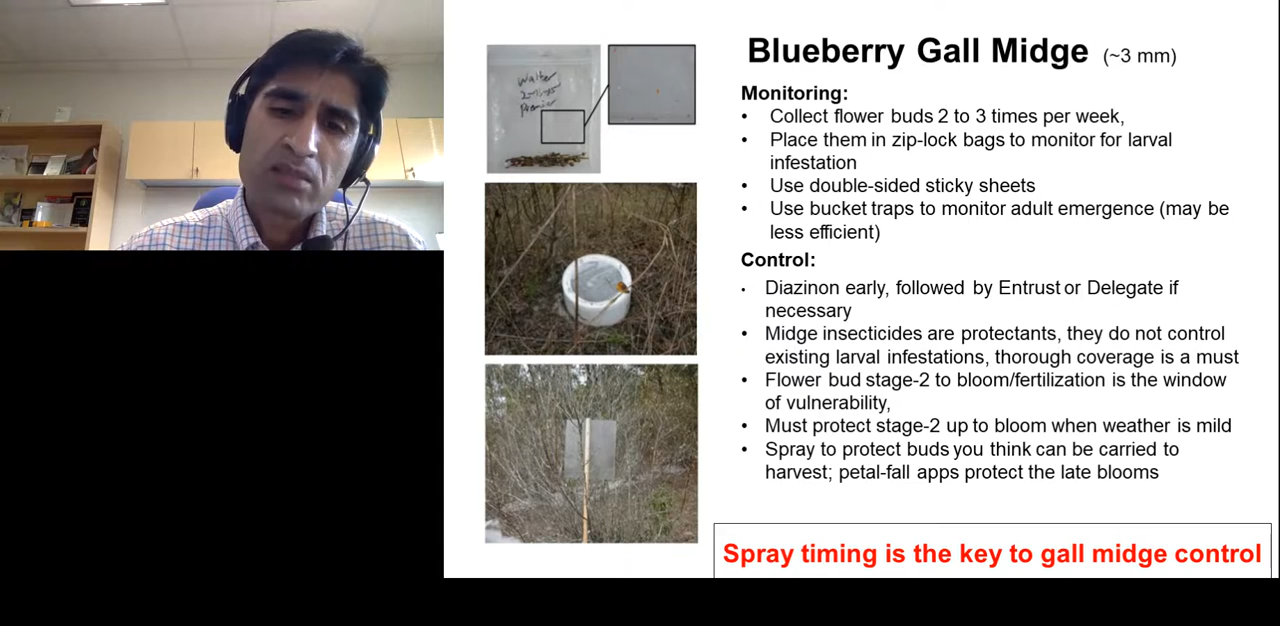 Walter
Premier
Blueberry Gall Midge (~3 mm)
Monitoring:
• Collect flower buds 2 to 3 times per week,
• Place them in zip-lock bags to monitor for larval
infestation
• Use double-sided sticky sheets
• Use bucket traps to monitor adult emergence (may be
less efficient)
Control:
• Diazinon early, followed by Entrust or Delegate if
necessary
• Midge insecticides are protectants, they do not control
existing larval infestations, thorough coverage is a must
• Flower bud stage-2 to bloom/fertilization is the window
of vulnerability,
• Must protect stage-2 up to bloom when weather is mild
• Spray to protect buds you think can be carried to
harvest; petal-fall apps protect the late blooms
Spray timing is the key to gall midge control